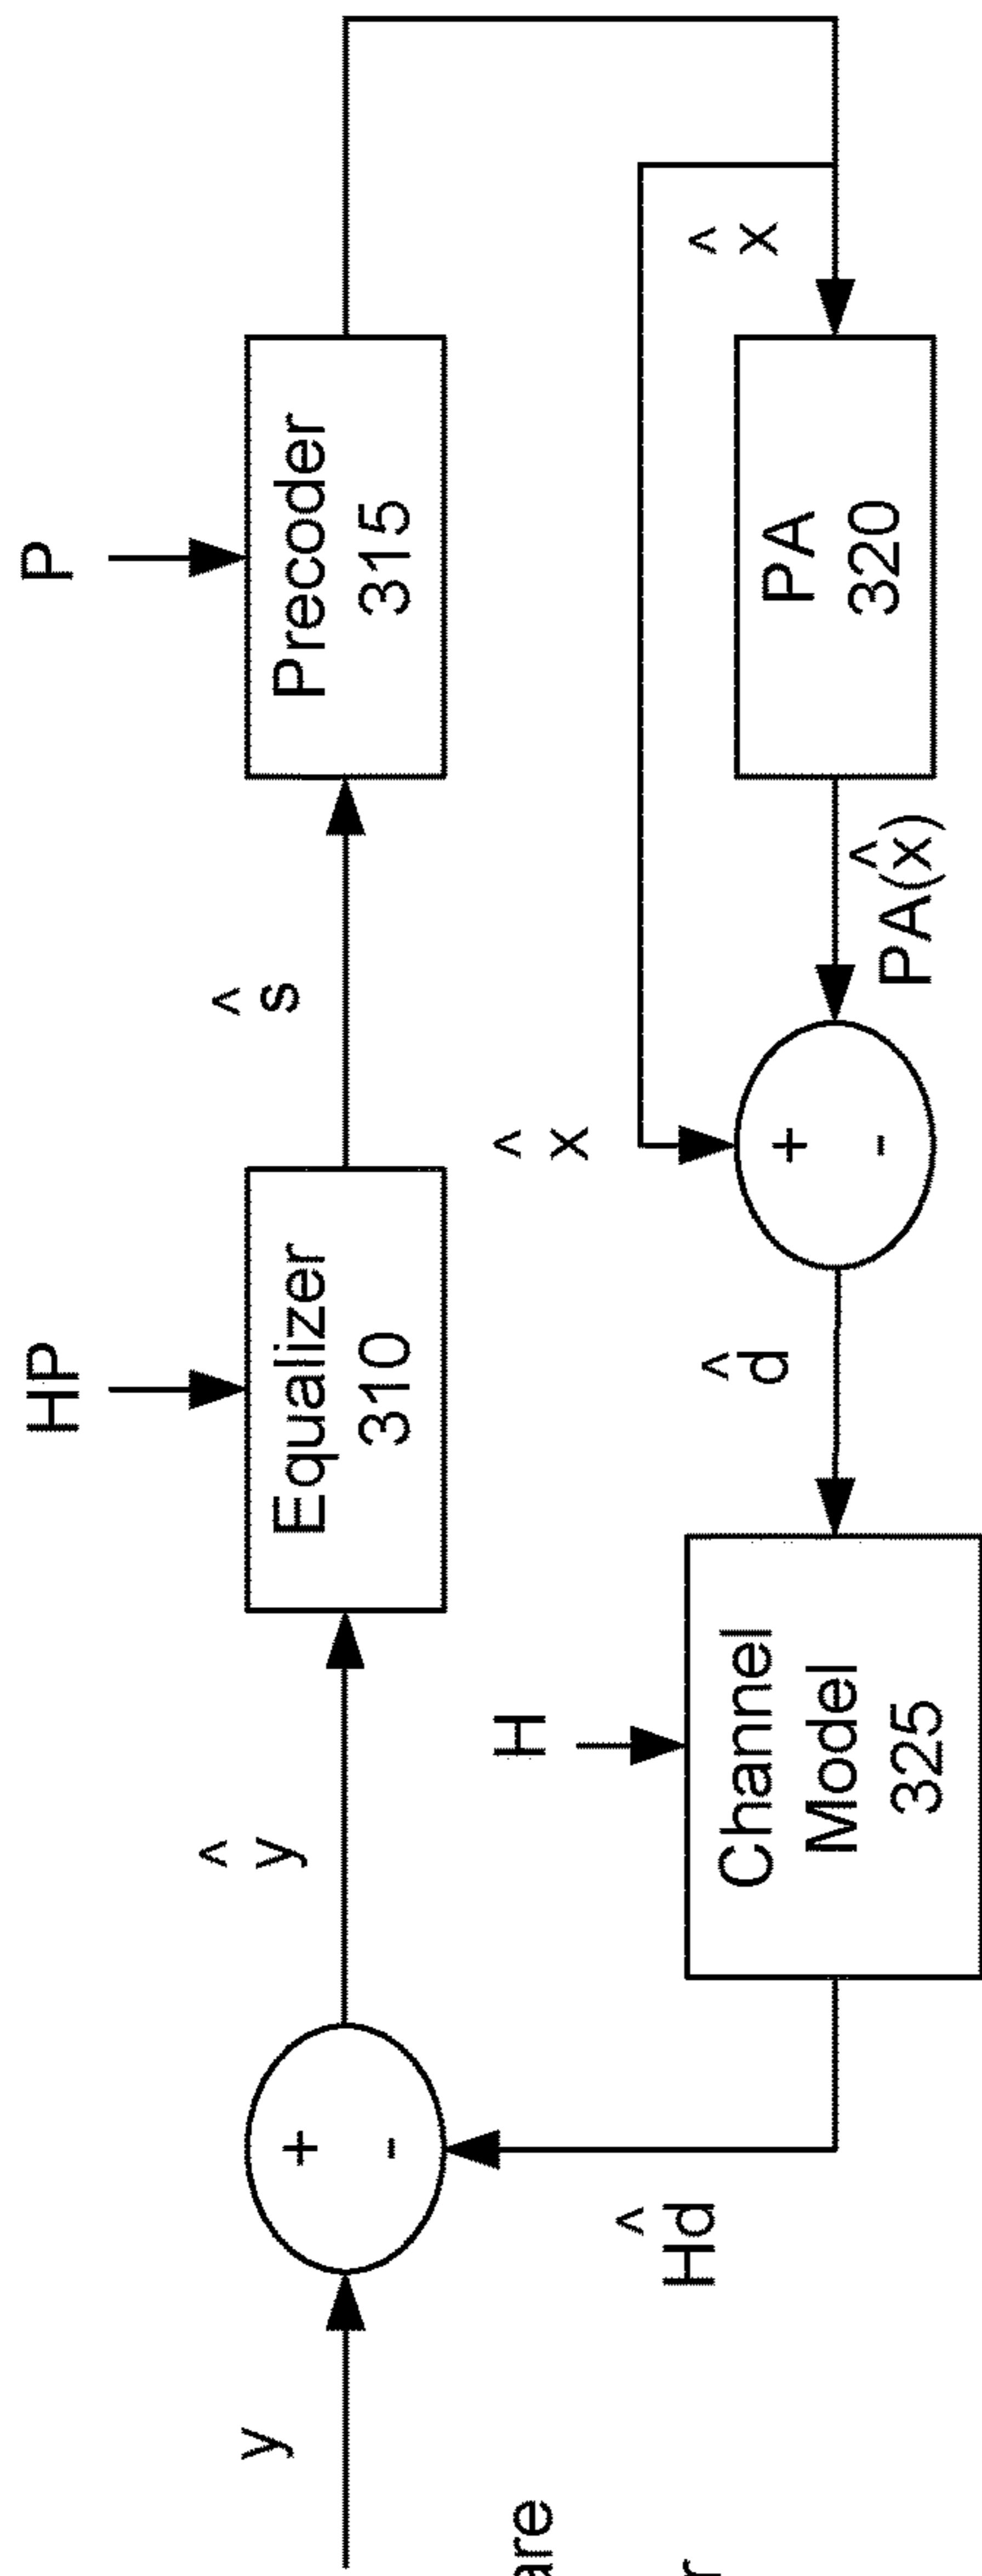 y
ŷ
HP
Equalizer
310
ŝ
P
Precoder
315
x̂
PA
320
PA(x̂)
x̂
+
-
d̂
H
Channel
Model
325
Hd̂
+
-